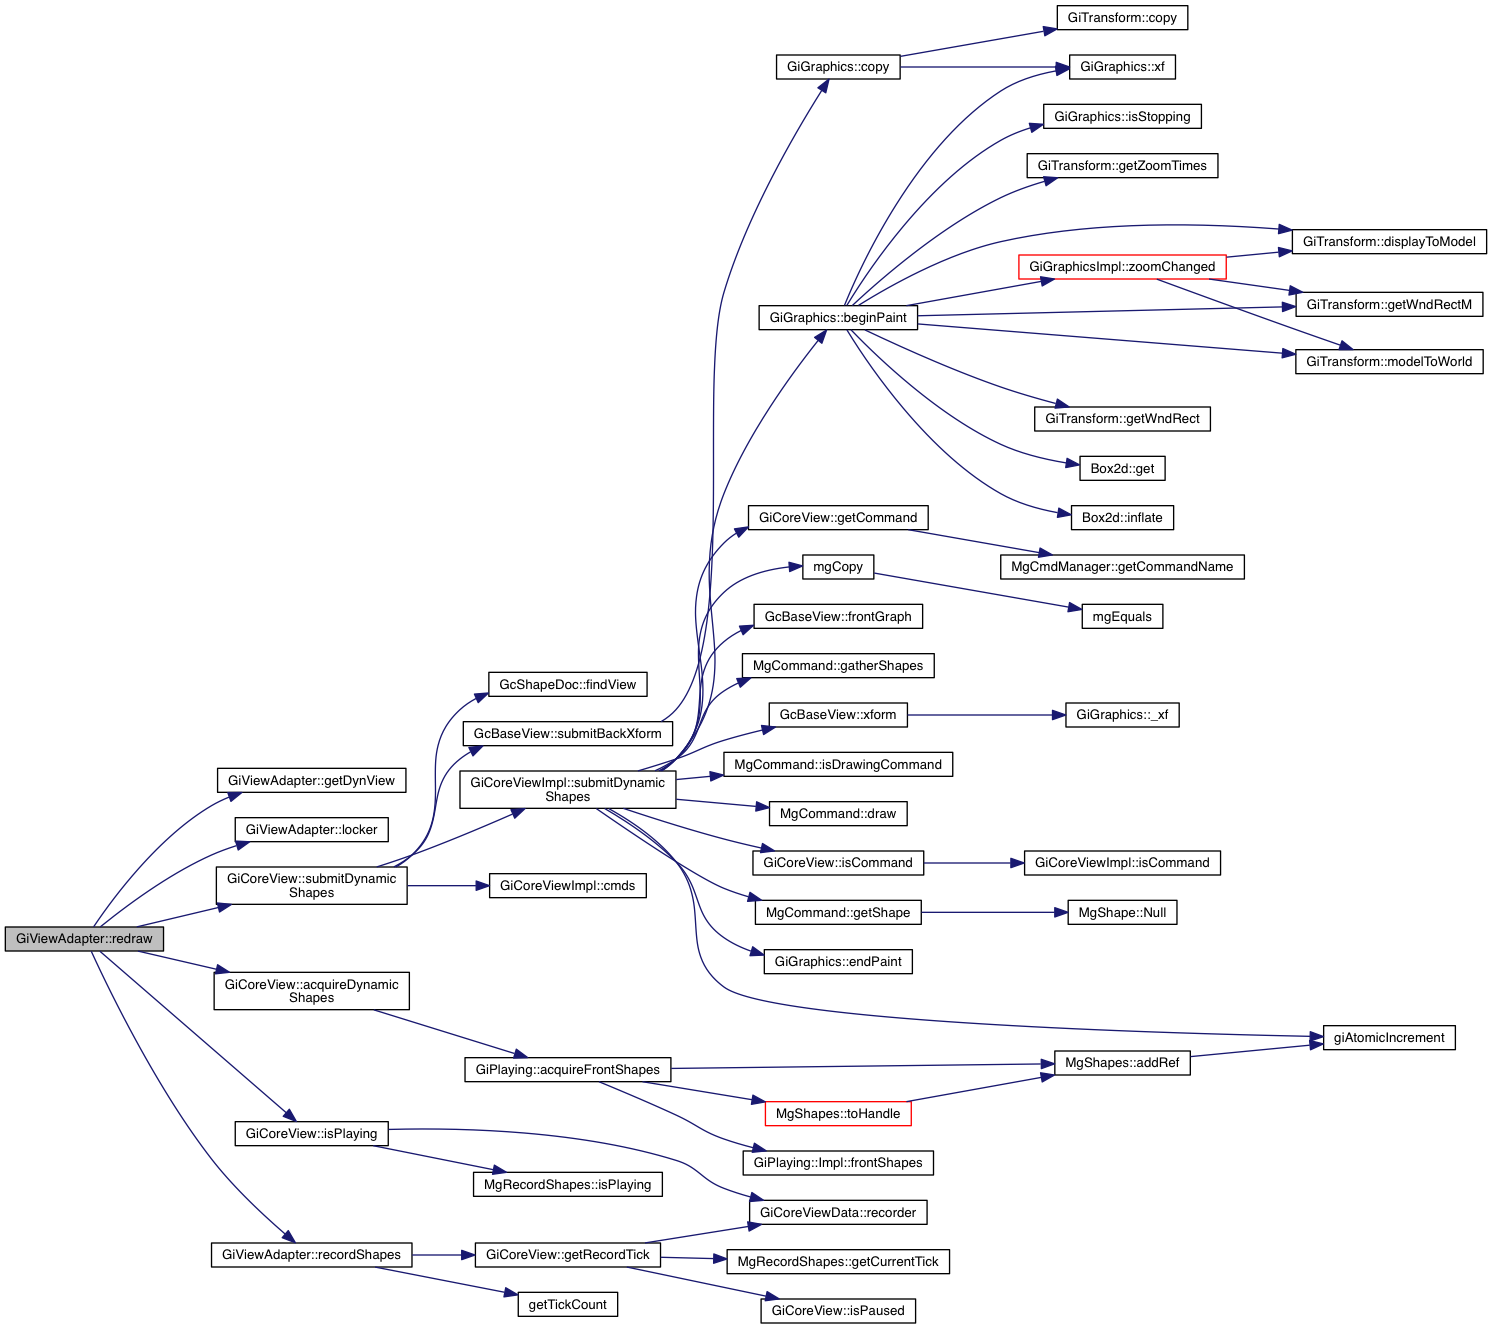 GiTransform::copy
GiGraphics::copy
GiGraphics::xf
GiGraphics::isStopping
GiTransform::getZoomTimes
GiTransform::displayToModel
GiGraphicsImpl::zoomChanged
GiTransform::getWndRectM
GiGraphics::beginPaint
GiTransform::modelToWorld
GiTransform::getWndRect
Box2d::get
GiCoreView::getCommand
Box2d::inflate
mgCopy
MgCmdManager::getCommandName
GcBaseView::frontGraph
mgEquals
MgCommand::gatherShapes
GcShapeDoc::findView
GcBaseView::xform
GiGraphics::_xf
GcBaseView::submitBackXform
MgCommand::isDrawingCommand
GiViewAdapter::getDynView
GiCoreViewImpl::submitDynamic
Shapes
MgCommand::draw
GiViewAdapter::locker
GiCoreView::isCommand
GiCoreViewImpl::isCommand
GiCoreView::submitDynamic
Shapes
GiCoreViewImpl::cmds
MgCommand::getShape
MgShape::Null
GiViewAdapter::redraw
GiGraphics::endPaint
GiCoreView::acquireDynamic
Shapes
giAtomicIncrement
GiPlaying::acquireFrontShapes
MgShapes::addRef
MgShapes::toHandle
GiCoreView::isPlaying
GiPlaying::Impl::frontShapes
MgRecordShapes::isPlaying
GiCoreViewData::recorder
GiViewAdapter::recordShapes
GiCoreView::getRecordTick
MgRecordShapes::getCurrentTick
getTickCount
GiCoreView::isPaused